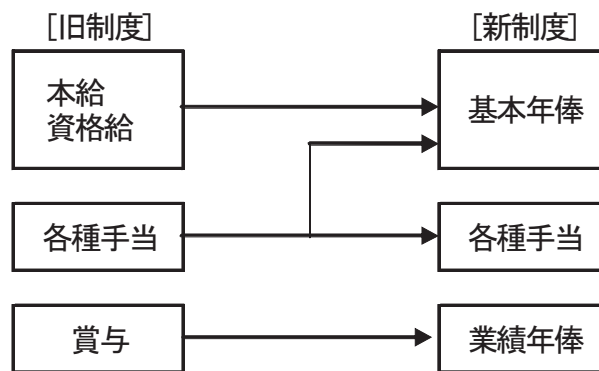 [旧制度]
[新制度]
本給
資格給
基本年俸
各種手当
各種手当
賞与
業績年俸